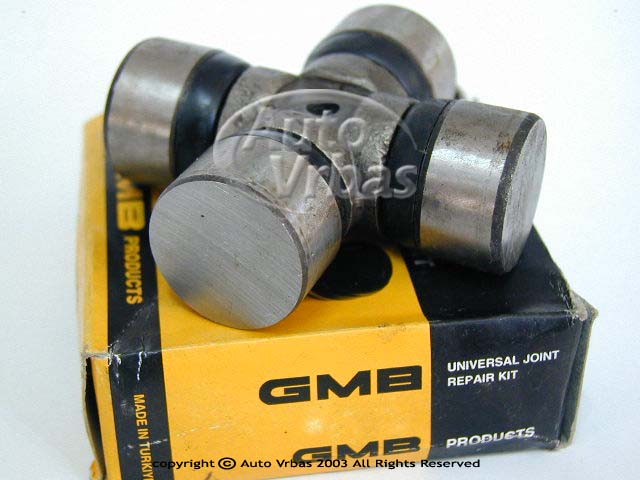 Auto
Vrbas
GMB
PRODUCTS
MADE IN TURKIYE
GMB
UNIVERSAL JOINT
REPAIR KIT
GMB
PRODUCTS
copyright © Auto Vrbas 2003 All Rights Reserved